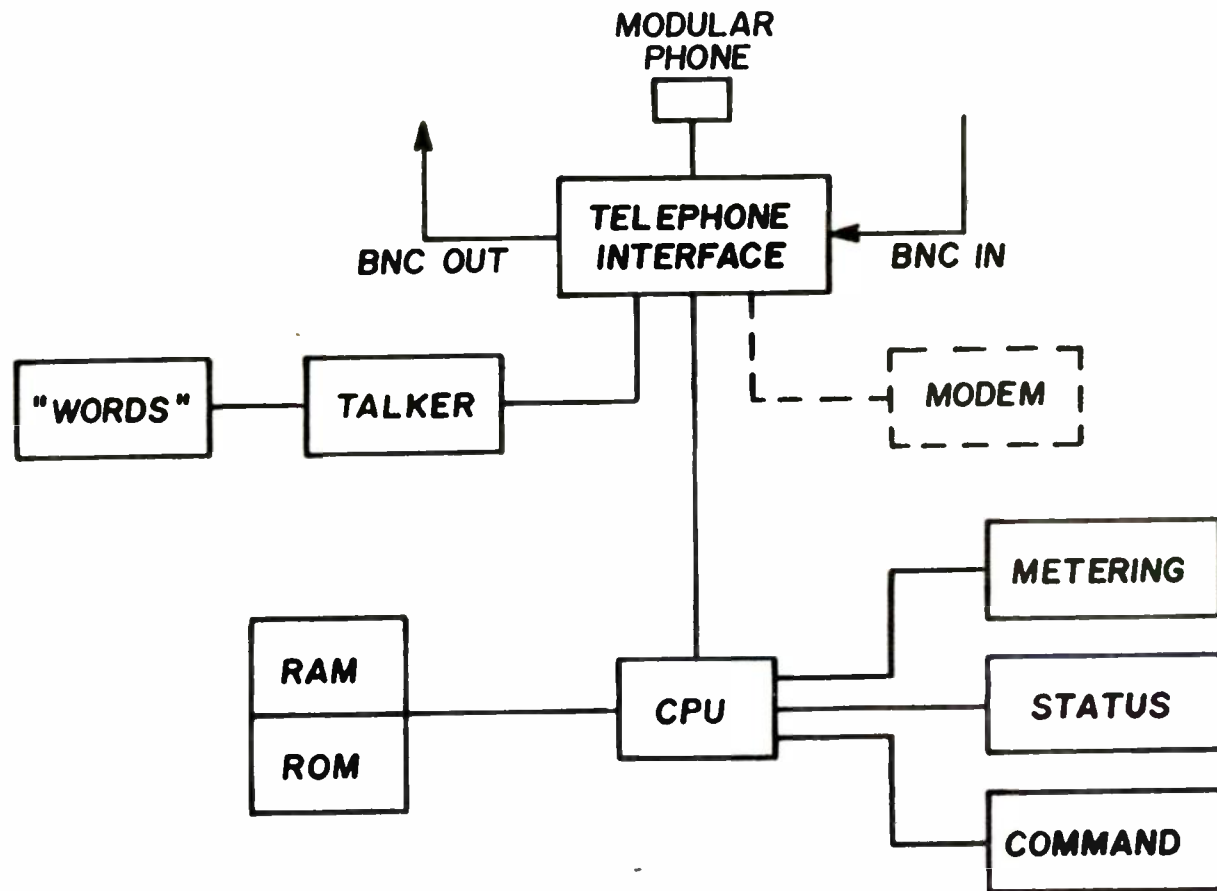 MODULAR
PHONE
TELEPHONE
INTERFACE
BNC OUT
BNC IN
"WORDS"
TALKER
MODEM
METERING
RAM
CPU
STATUS
ROM
COMMAND